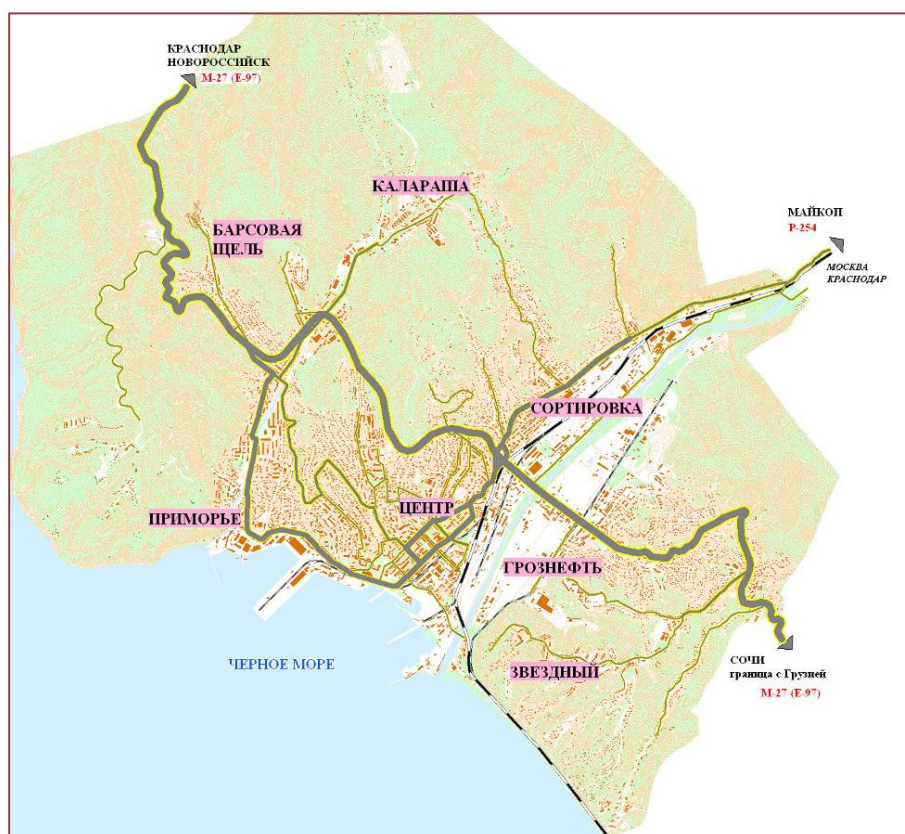 КРАСНОДАР
НОВОРОССИЙСК
М-27 (Е-97)
КАЛАРАША
МАЙКОП
Р-254
БАРСОВАЯ
ЩЕЛЬ
МОСКВА
КРАСНОДАР
СОРТИРОВКА
ЦЕНТР
ПРИМОРЬЕ
ГРОЗНЕФТЬ
ЧЕРНОЕ МОРЕ
ЗВЕЗДНЫЙ
СОЧИ
граница с Грузией
М-27 (Е-97)